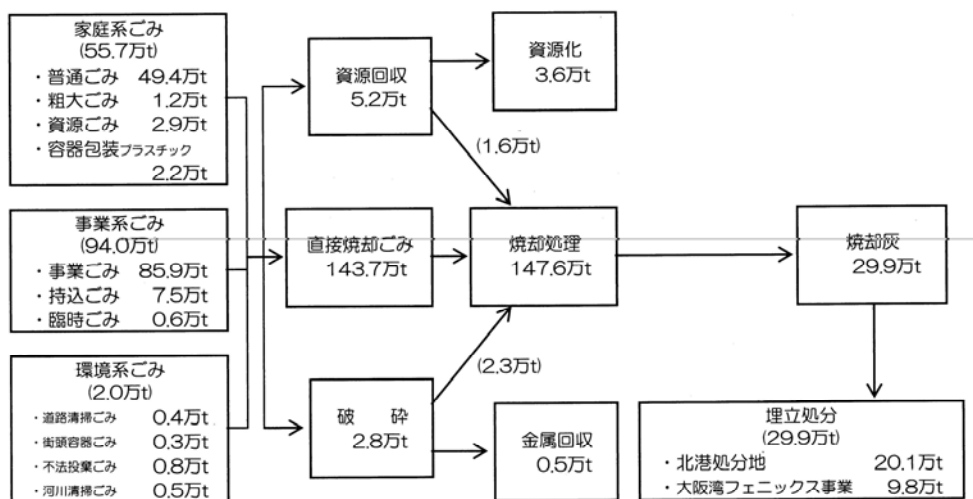 家庭系ごみ
(55.7万t)
・普通ごみ 49.4万t
・粗大ごみ 1.2万t
・資源ごみ 2.9万t
・容器包装プラスチック
2.2万t
事業系ごみ
(94.0万t)
・事業ごみ 85.9万t
・持込ごみ 7.5万t
・臨時ごみ 0.6万t
環境系ごみ
(2.0万t)
・道路清掃ごみ 0.4万t
・街頭容器ごみ 0.3万t
・不法投棄ごみ 0.8万t
・河川清掃ごみ 0.5万t
資源回収
5.2万t
直接焼却ごみ
143.7万t
破 砕
2.8万t
資源化
3.6万t
(1.6万t)
焼却処理
147.6万t
(2.3万t)
金属回収
0.5万t
焼却灰
29.9万t
埋立処分
(29.9万t)
・北港処分地 20.1万t
・大阪湾フェニックス事業 9.8万t